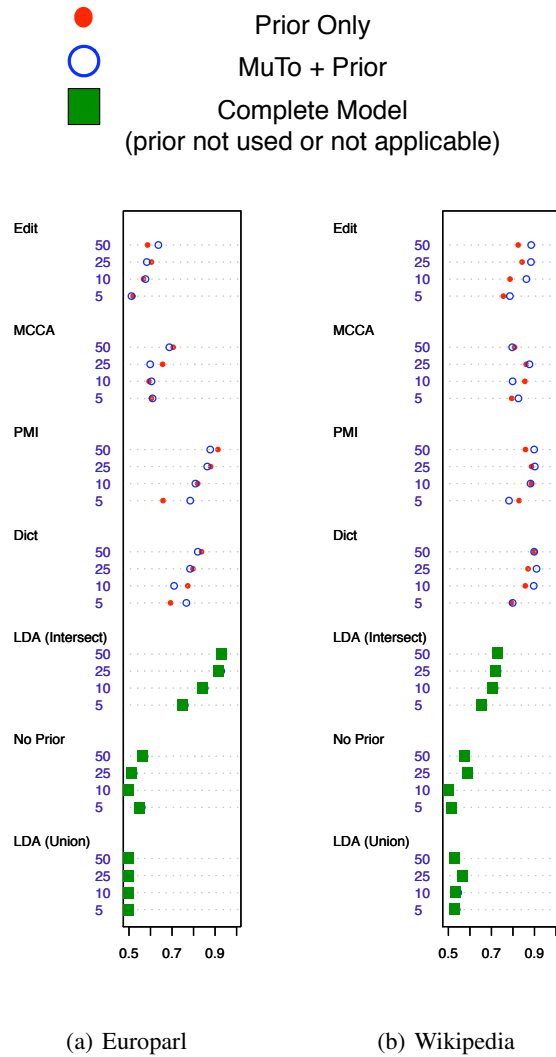 Prior Only
MuTo + Prior
Complete Model
(prior not used or not applicable)
Edit
50
25
10
5
MCCA
50
25
10
5
PMI
50
25
10
5
Dict
50
25
10
5
LDA (Intersect)
50
25
10
5
No Prior
50
25
10
5
LDA (Union)
50
25
10
5
0.5 0.7 0.9
(a) Europarl
Edit
50
25
10
5
MCCA
50
25
10
5
PMI
50
25
10
5
Dict
50
25
10
5
LDA (Intersect)
50
25
10
5
No Prior
50
25
10
5
LDA (Union)
50
25
10
5
0.5 0.7 0.9
(b) Wikipedia